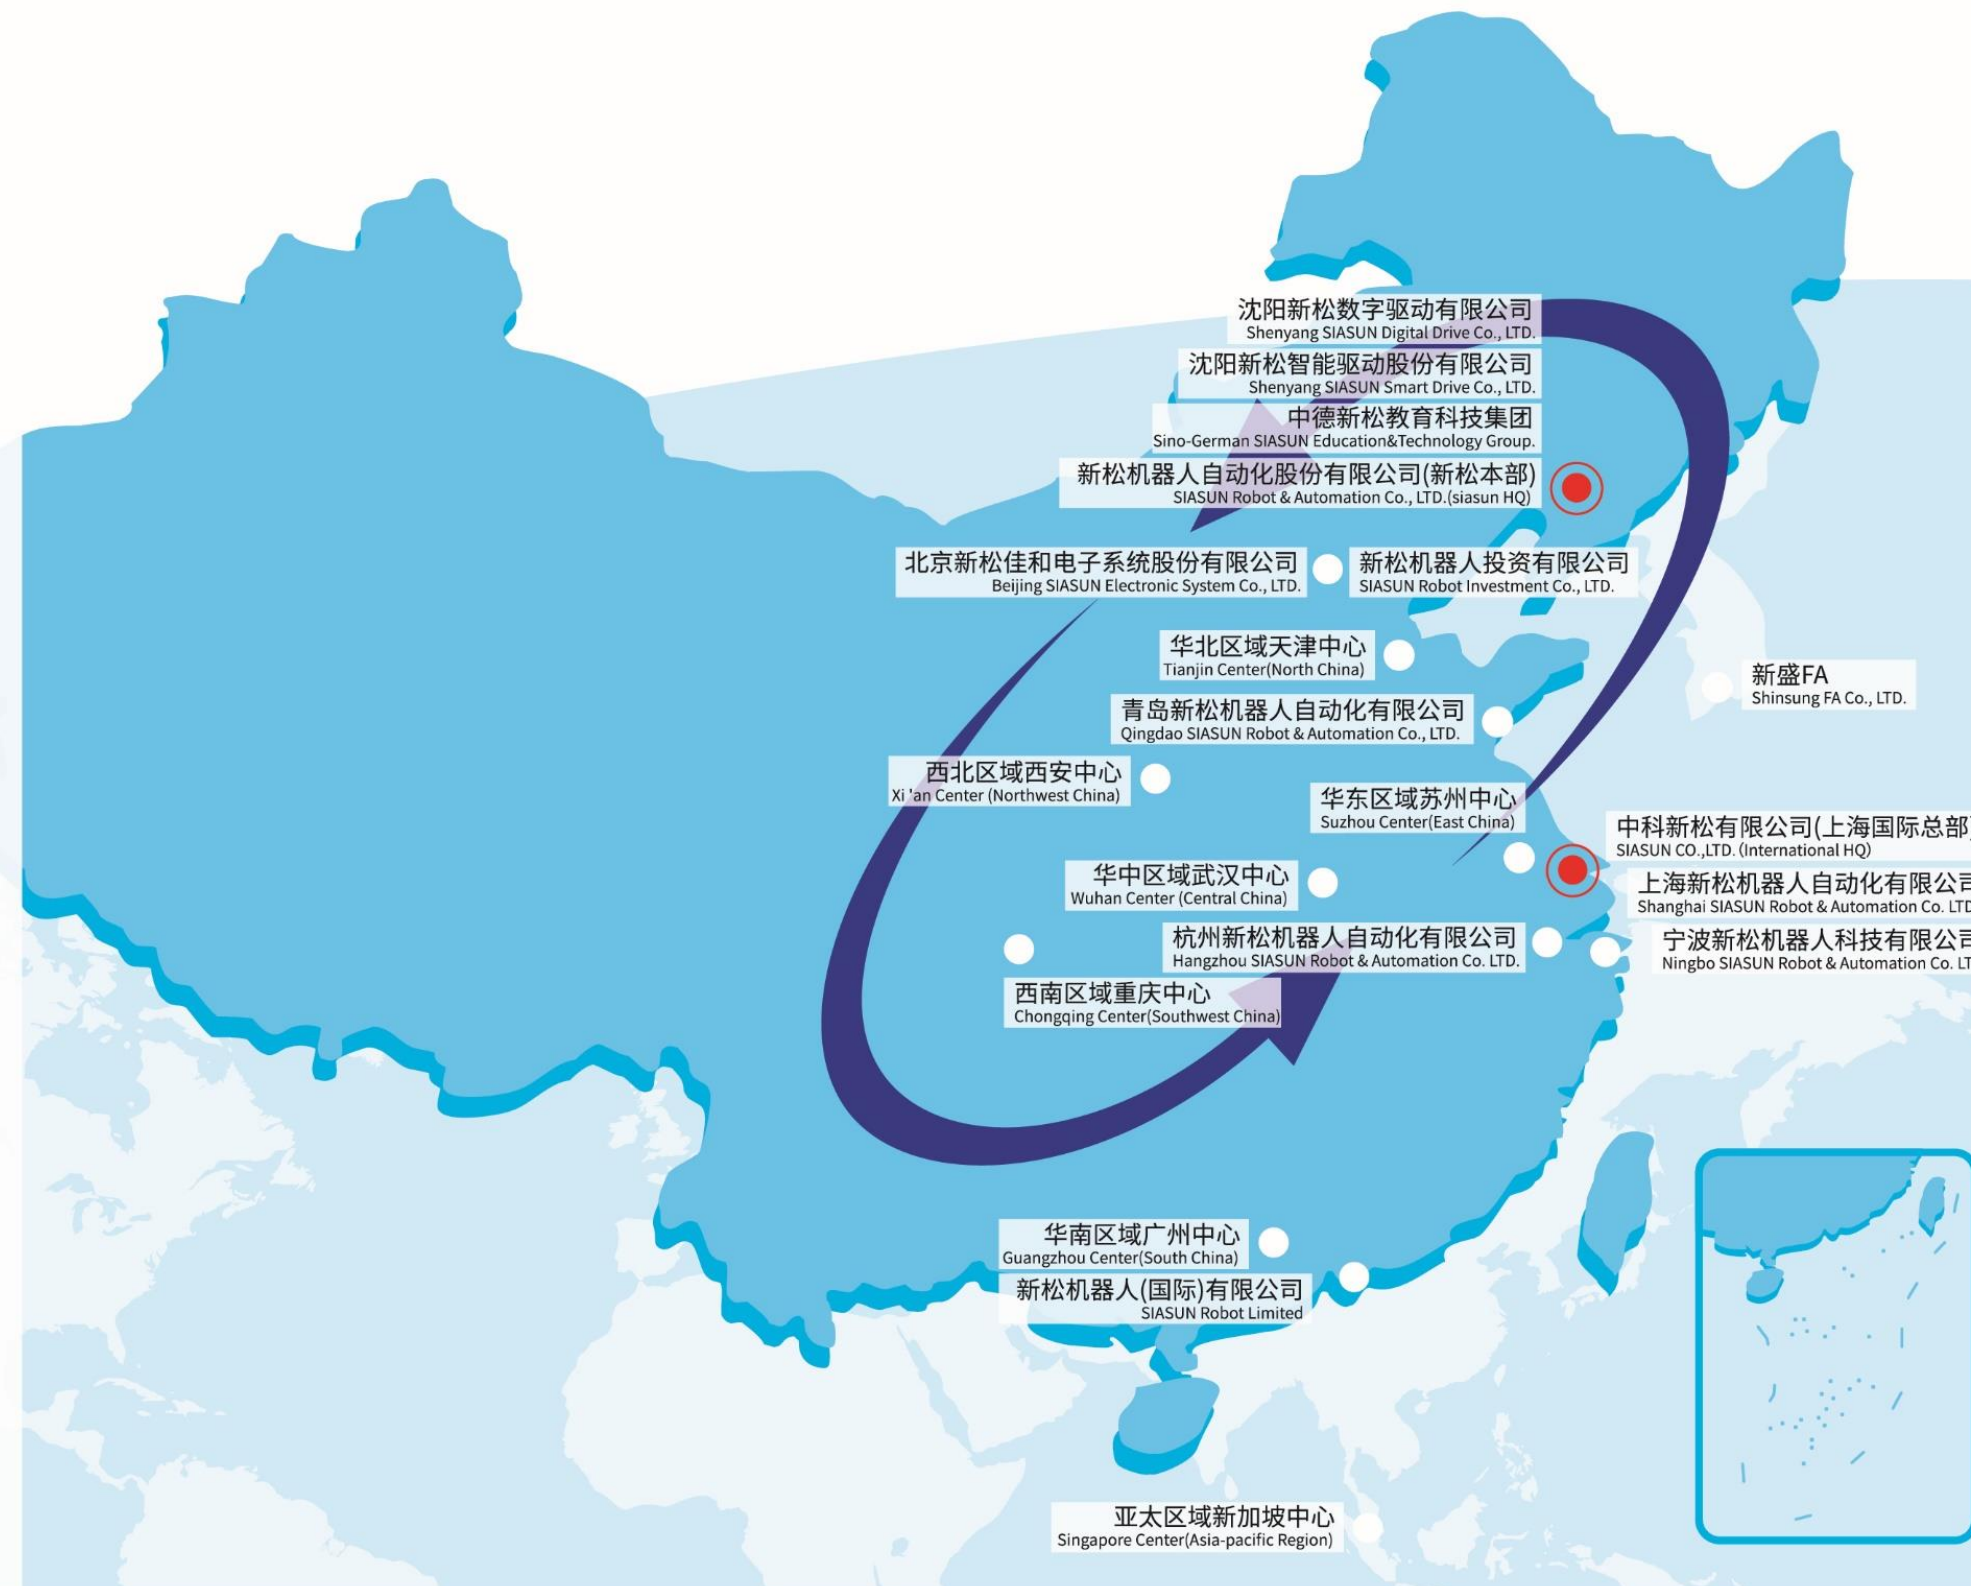 沈阳新松数字驱动有限公司
Shenyang SIASUN Digital Drive Co., LTD.
沈阳新松智能驱动股份有限公司
Shenyang SIASUN Smart Drive Co., LTD.
中德新松教育科技集团
Sino-German SIASUN Education&Technology Group.
新松机器人自动化股份有限公司(新松本部)
SIASUN Robot & Automation Co., LTD.(siasun HQ)
北京新松佳和电子系统股份有限公司
Beijing SIASUN Electronic System Co., LTD.
新松机器人投资有限公司
SIASUN Robot Investment Co., LTD.
华北区域天津中心
Tianjin Center(North China)
新盛FA
Shinsung FA Co., LTD.
青岛新松机器人自动化有限公司
Qingdao SIASUN Robot & Automation Co., LTD.
西北区域西安中心
Xi 'an Center (Northwest China)
华东区域苏州中心
Suzhou Center(East China)
中科新松有限公司(上海国际总部)
SIASUN CO.,LTD. (International HQ)
华中区域武汉中心
Wuhan Center (Central China)
上海新松机器人自动化有限公司
Shanghai SIASUN Robot & Automation Co. LTD
杭州新松机器人自动化有限公司
Hangzhou SIASUN Robot & Automation Co. LTD.
宁波新松机器人科技有限公司
Ningbo SIASUN Robot & Automation Co. LT
西南区域重庆中心
Chongqing Center(Southwest China)
华南区域广州中心
Guangzhou Center(South China)
新松机器人(国际)有限公司
SIASUN Robot Limited
亚太区域新加坡中心
Singapore Center(Asia-pacific Region)